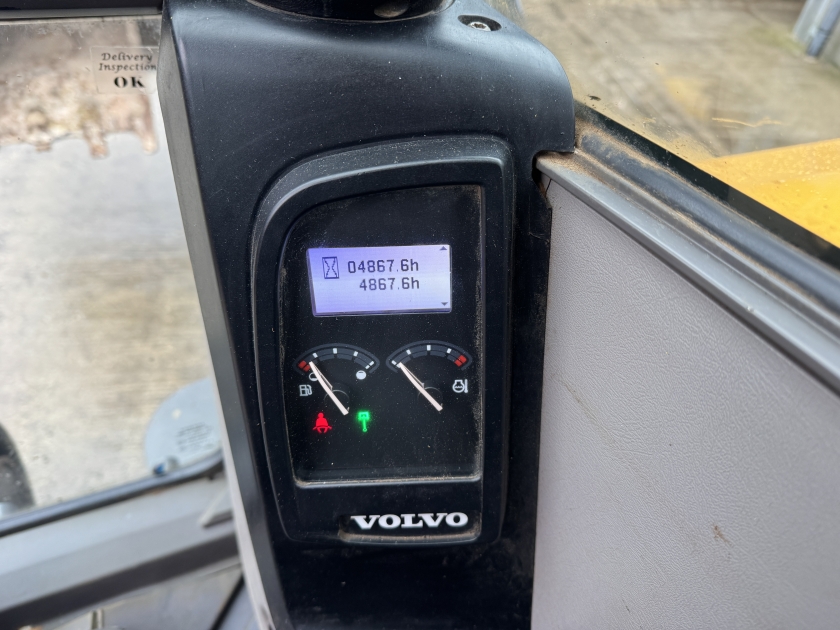 Delivery
Inspection
OK
04867.6h
4867.6h
VOLVO